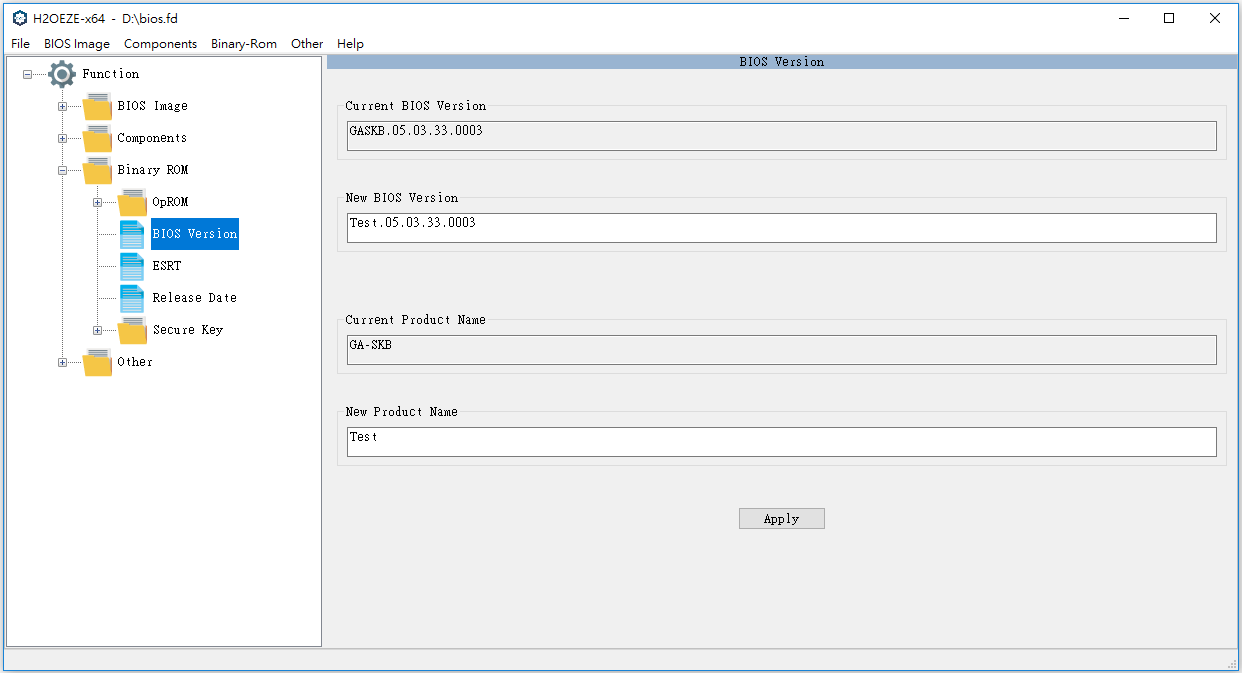 H2OEZE-x64 - D:\bios.fd
File BIOS Image Components Binary-Rom Other Help
Function
BIOS Image
Components
Binary ROM
OpROM
BIOS Version
ESRT
Release Date
Secure Key
Other
BIOS Version
Current BIOS Version
GASKB.05.03.33.0003
New BIOS Version
Test.05.03.33.0003
Current Product Name
GA-SKB
New Product Name
Test
Apply